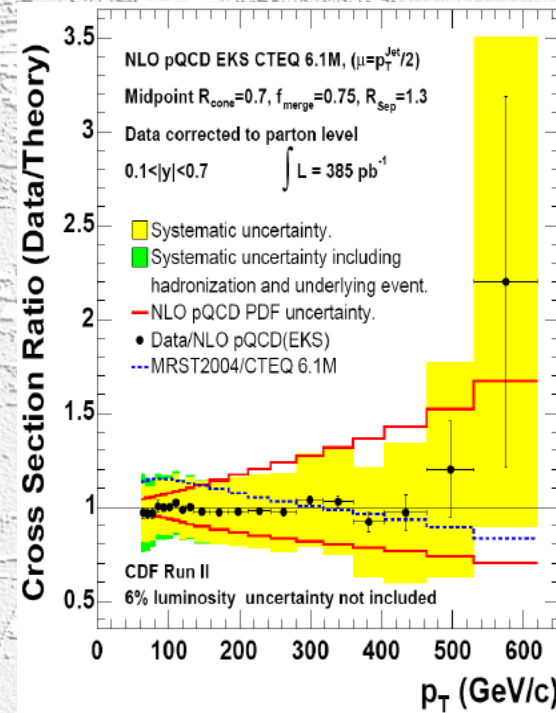 3.5
3
2.5
2
1.5
1
0.5
Cross Section Ratio (Data/Theory)
NLO pQCD EKS CTEQ 6.1M, (μ=p_T^Jet/2)
Midpoint R_cone=0.7, f_merge=0.75, R_Sep=1.3
Data corrected to parton level
0.1<|y|<0.7 ∫ L = 385 pb⁻¹
Systematic uncertainty.
Systematic uncertainty including
hadronization and underlying event.
NLO pQCD PDF uncertainty.
Data/NLO pQCD(EKS)
MRST2004/CTEQ 6.1M
CDF Run II
6% luminosity uncertainty not included
0 100 200 300 400 500 600
p_T (GeV/c)